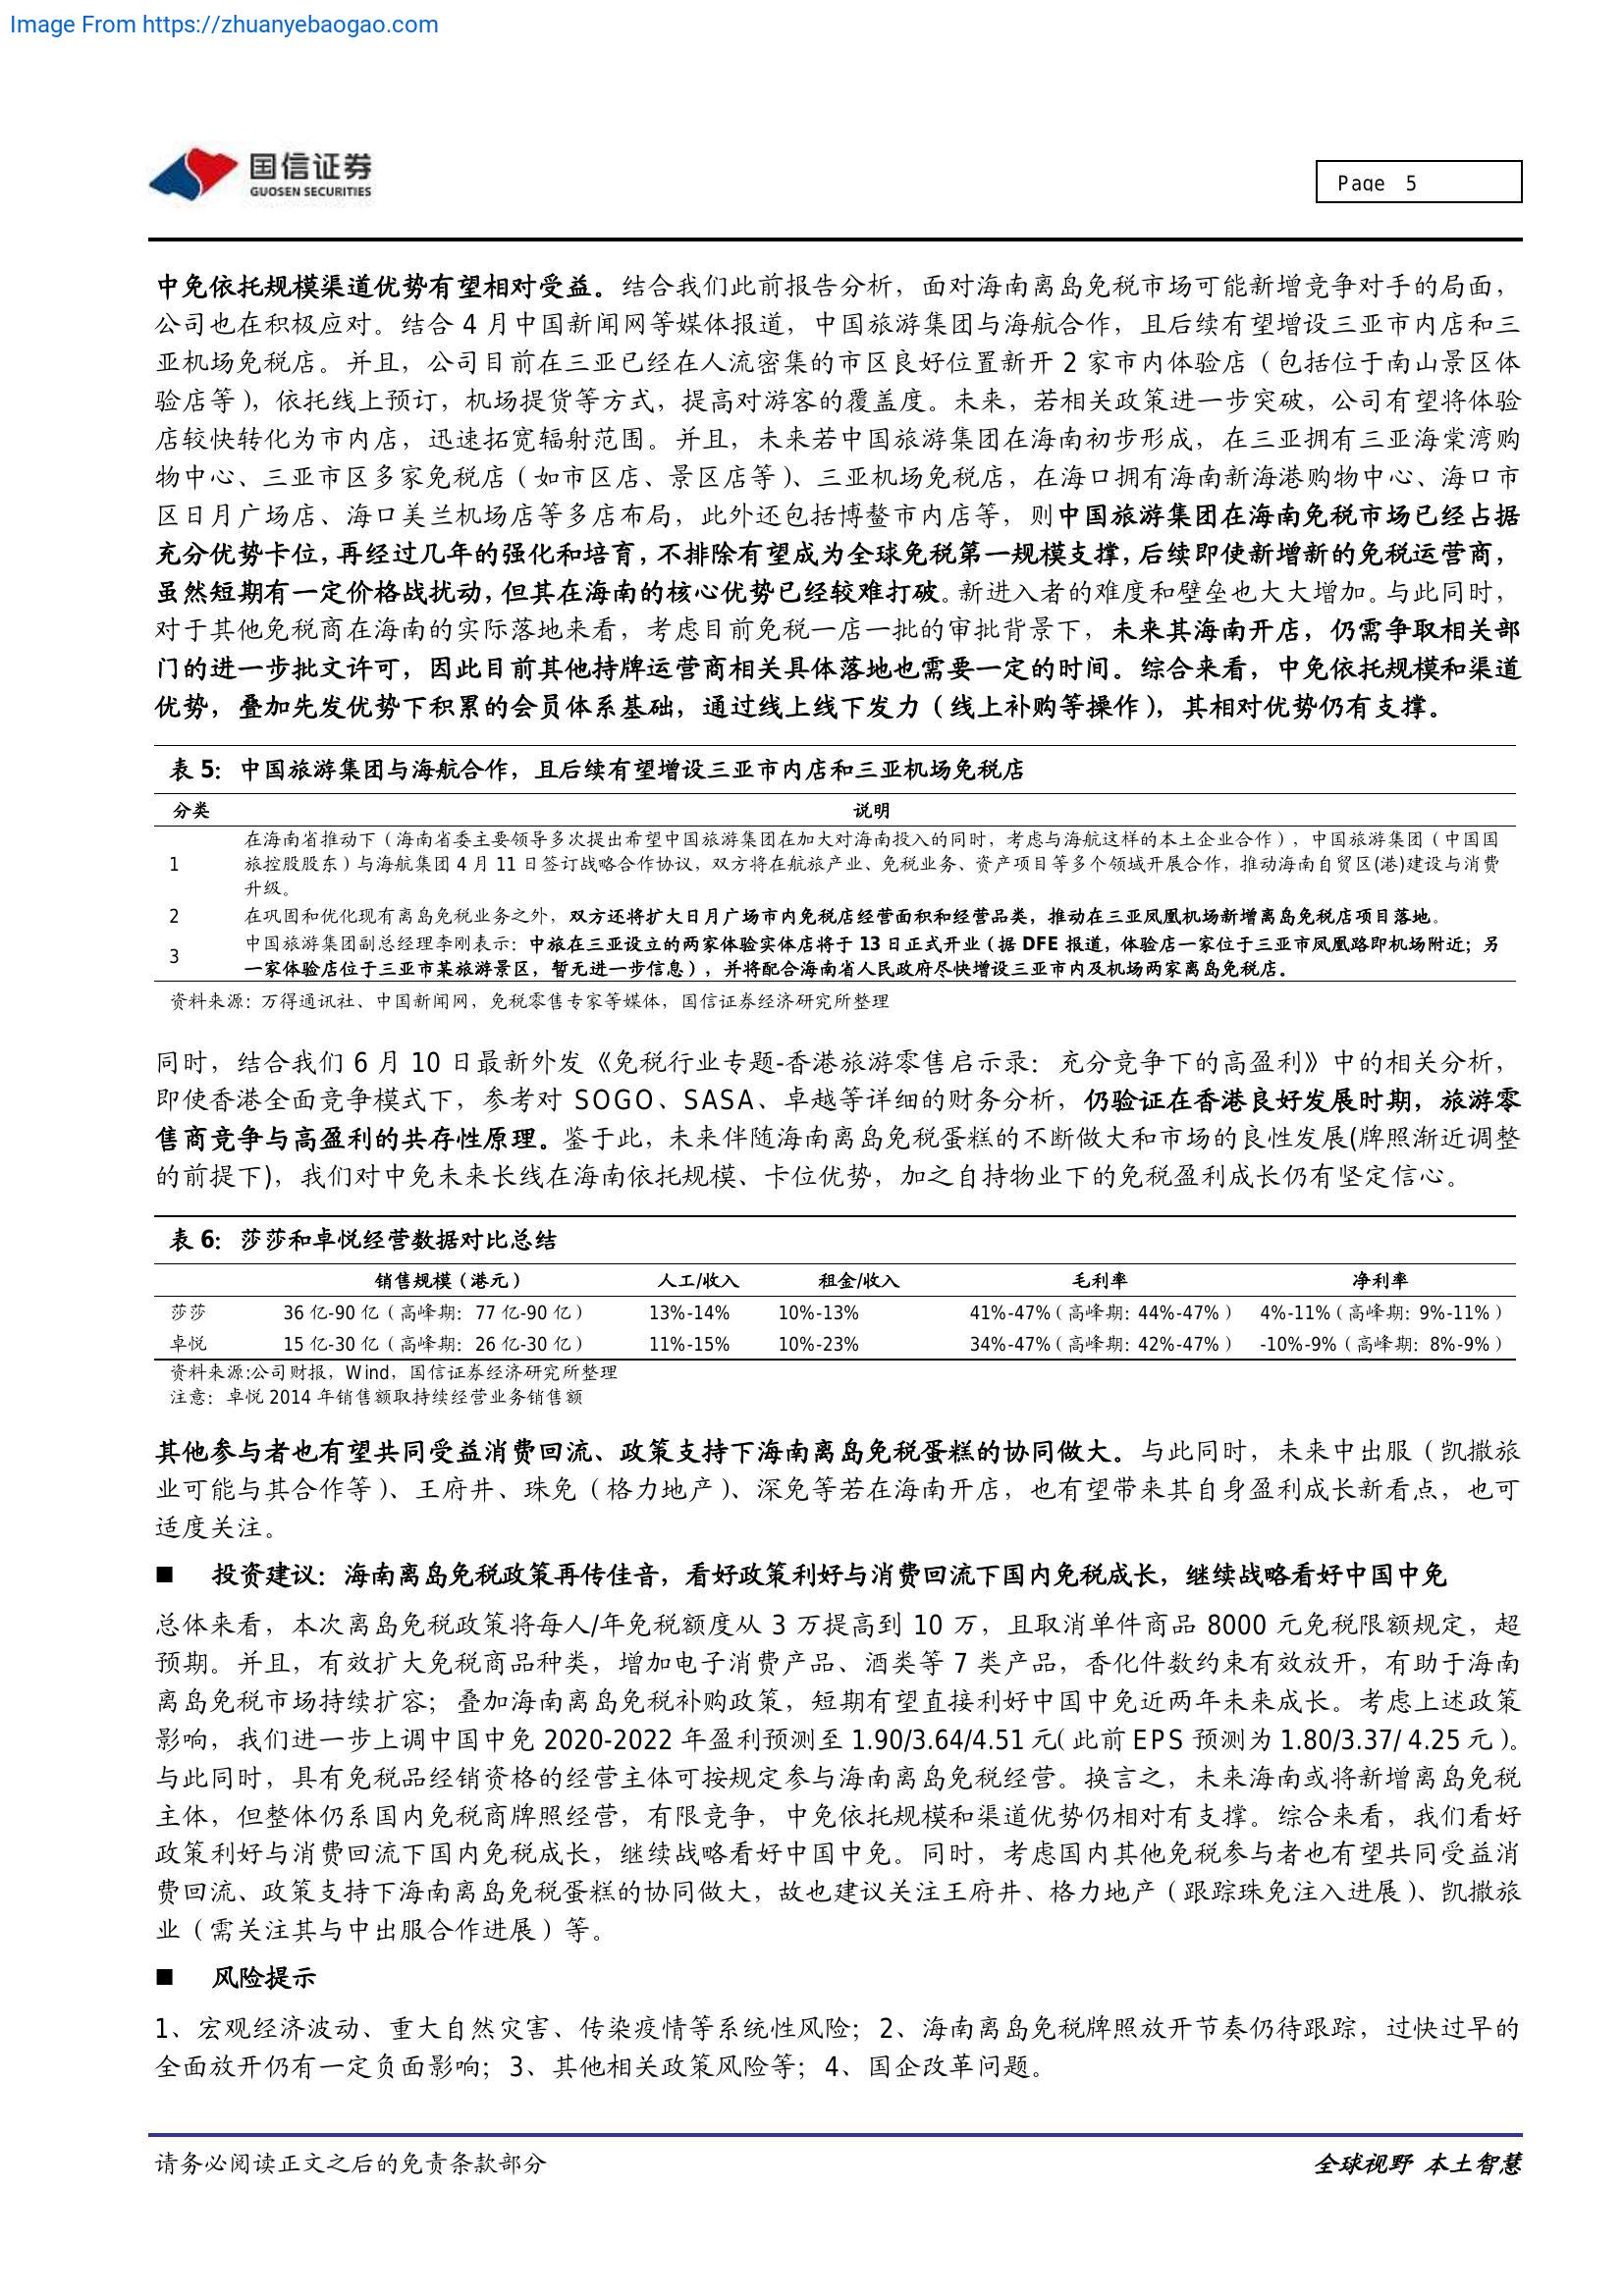 Image From https://zhuanyebaogao.com
国信证券
GUOSEN SECURITIES
Page 5
中免依托规模渠道优势有望相对受益。结合我们此前报告分析，面对海南离岛免税市场可能新增竞争对手的局面，
公司也在积极应对。结合 4 月中国新闻网等媒体报道，中国旅游集团与海航合作，且后续有望增设三亚市内店和三
亚机场免税店。并且，公司目前在三亚已经在人流密集的市区良好位置新开 2 家市内体验店（包括位于南山景区体
验店等），依托线上预订，机场提货等方式，提高对游客的覆盖度。未来，若相关政策进一步突破，公司有望将体验
店较快转化为市内店，迅速拓宽辐射范围。并且，未来若中国旅游集团在海南初步形成，在三亚拥有三亚海棠湾购
物中心、三亚市区多家免税店（如市区店、景区店等）、三亚机场免税店，在海口拥有海南新海港购物中心、海口市
区日月广场店、海口美兰机场店等多店布局，此外还包括博鳌市内店等，则中国旅游集团在海南免税市场已经占据
充分优势卡位，再经过几年的强化和培育，不排除有望成为全球免税第一规模支撑，后续即使新增新的免税运营商，
虽然短期有一定价格战扰动，但其在海南的核心优势已经较难打破。新进入者的难度和壁垒也大大增加。与此同时，
对于其他免税商在海南的实际落地来看，考虑目前免税一店一批的审批背景下，未来其海南开店，仍需争取相关部
门的进一步批文许可，因此目前其他持牌运营商相关具体落地也需要一定的时间。综合来看，中免依托规模和渠道
优势，叠加先发优势下积累的会员体系基础，通过线上线下发力（线上补购等操作），其相对优势仍有支撑。
表 5：中国旅游集团与海航合作，且后续有望增设三亚市内店和三亚机场免税店
分类 说明
在海南省推动下（海南省委主要领导多次提出希望中国旅游集团在加大对海南投入的同时，考虑与海航这样的本土企业合作），中国旅游集团（中国国
1 旅控股股东）与海航集团 4 月 11 日签订战略合作协议，双方将在航旅产业、免税业务、资产项目等多个领域开展合作，推动海南自贸区(港)建设与消费
升级。
2 在巩固和优化现有离岛免税业务之外，双方还将扩大日月广场市内免税店经营面积和经营品类，推动在三亚凤凰机场新增离岛免税店项目落地。
3 中国旅游集团副总经理李刚表示：中旅在三亚设立的两家体验实体店将于 13 日正式开业（据 DFE 报道，体验店一家位于三亚市凤凰路即机场附近；另
一家体验店位于三亚市某旅游景区，暂无进一步信息），并将配合海南省人民政府尽快增设三亚市内及机场两家离岛免税店。
资料来源：万得通讯社、中国新闻网，免税零售专家等媒体，国信证券经济研究所整理
同时，结合我们 6 月 10 日最新外发《免税行业专题-香港旅游零售启示录：充分竞争下的高盈利》中的相关分析，
即使香港全面竞争模式下，参考对 SOGO、SASA、卓越等详细的财务分析，仍验证在香港良好发展时期，旅游零
售商竞争与高盈利的共存性原理。鉴于此，未来伴随海南离岛免税蛋糕的不断做大和市场的良性发展(牌照渐近调整
的前提下)，我们对中免未来长线在海南依托规模、卡位优势，加之自持物业下的免税盈利成长仍有坚定信心。
表 6：莎莎和卓悦经营数据对比总结
销售规模（港元） 人工/收入 租金/收入 毛利率 净利率
莎莎 36 亿-90 亿（高峰期：77 亿-90 亿） 13%-14% 10%-13% 41%-47%（高峰期：44%-47%） 4%-11%（高峰期：9%-11%）
卓悦 15 亿-30 亿（高峰期：26 亿-30 亿） 11%-15% 10%-23% 34%-47%（高峰期：42%-47%） -10%-9%（高峰期：8%-9%）
资料来源:公司财报，Wind，国信证券经济研究所整理
注意：卓悦 2014 年销售额取持续经营业务销售额
其他参与者也有望共同受益消费回流、政策支持下海南离岛免税蛋糕的协同做大。与此同时，未来中出服（凯撒旅
业可能与其合作等）、王府井、珠免（格力地产）、深免等若在海南开店，也有望带来其自身盈利成长新看点，也可
适度关注。
■ 投资建议：海南离岛免税政策再传佳音，看好政策利好与消费回流下国内免税成长，继续战略看好中国中免
总体来看，本次离岛免税政策将每人/年免税额度从 3 万提高到 10 万，且取消单件商品 8000 元免税限额规定，超
预期。并且，有效扩大免税商品种类，增加电子消费产品、酒类等 7 类产品，香化件数约束有效放开，有助于海南
离岛免税市场持续扩容；叠加海南离岛免税补购政策，短期有望直接利好中国中免近两年未来成长。考虑上述政策
影响，我们进一步上调中国中免 2020-2022 年盈利预测至 1.90/3.64/4.51 元（此前 EPS 预测为 1.80/3.37/ 4.25 元）。
与此同时，具有免税品经销资格的经营主体可按规定参与海南离岛免税经营。换言之，未来海南或将新增离岛免税
主体，但整体仍系国内免税商牌照经营，有限竞争，中免依托规模和渠道优势仍相对有支撑。综合来看，我们看好
政策利好与消费回流下国内免税成长，继续战略看好中国中免。同时，考虑国内其他免税参与者也有望共同受益消
费回流、政策支持下海南离岛免税蛋糕的协同做大，故也建议关注王府井、格力地产（跟踪珠免注入进展）、凯撒旅
业（需关注其与中出服合作进展）等。
■ 风险提示
1、宏观经济波动、重大自然灾害、传染疫情等系统性风险；2、海南离岛免税牌照放开节奏仍待跟踪，过快过早的
全面放开仍有一定负面影响；3、其他相关政策风险等；4、国企改革问题。
请务必阅读正文之后的免责条款部分 全球视野 本土智慧